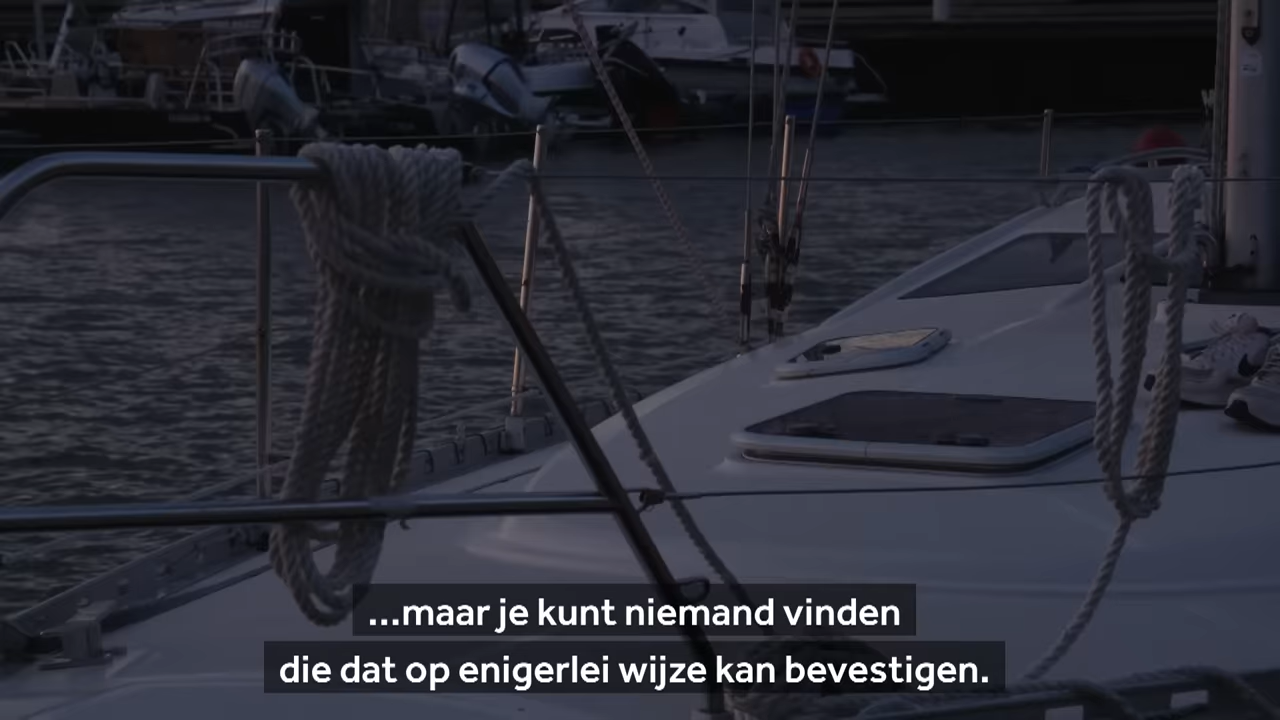 ...maar je kunt niemand vinden
die dat op enigerlei wijze kan bevestigen.